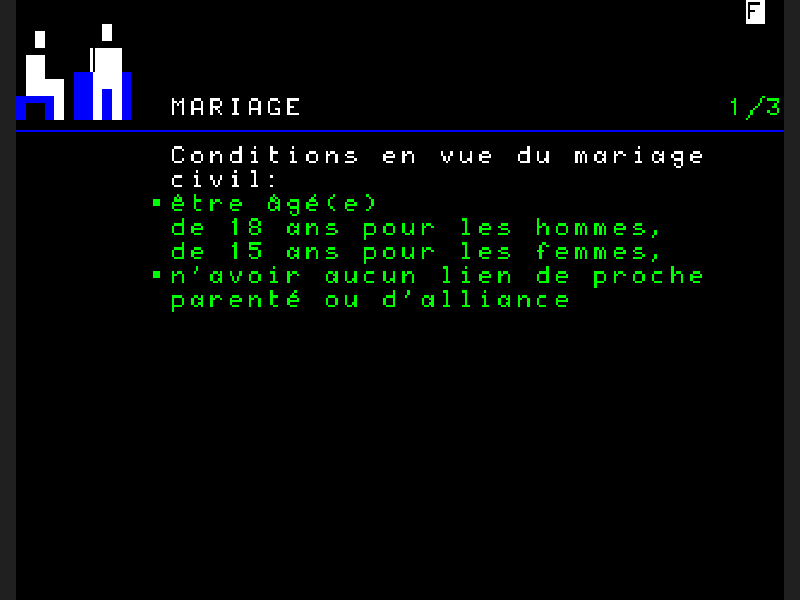 F
MARIAGE 1/3
Conditions en vue du mariage
civil:
▪être âgé(e)
de 18 ans pour les hommes,
de 15 ans pour les femmes,
▪n'avoir aucun lien de proche
parenté ou d'alliance